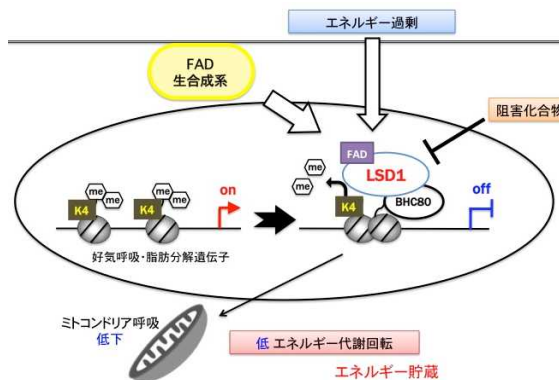 エネルギー過剰
FAD
生合成系
阻害化合物
FAD
LSD1
me
me
me
me
me
me
on
off
K4
K4
K4
BHC80
好気呼吸・脂肪分解遺伝子
ミトコンドリア呼吸
低下
低 エネルギー代謝回転
エネルギー貯蔵